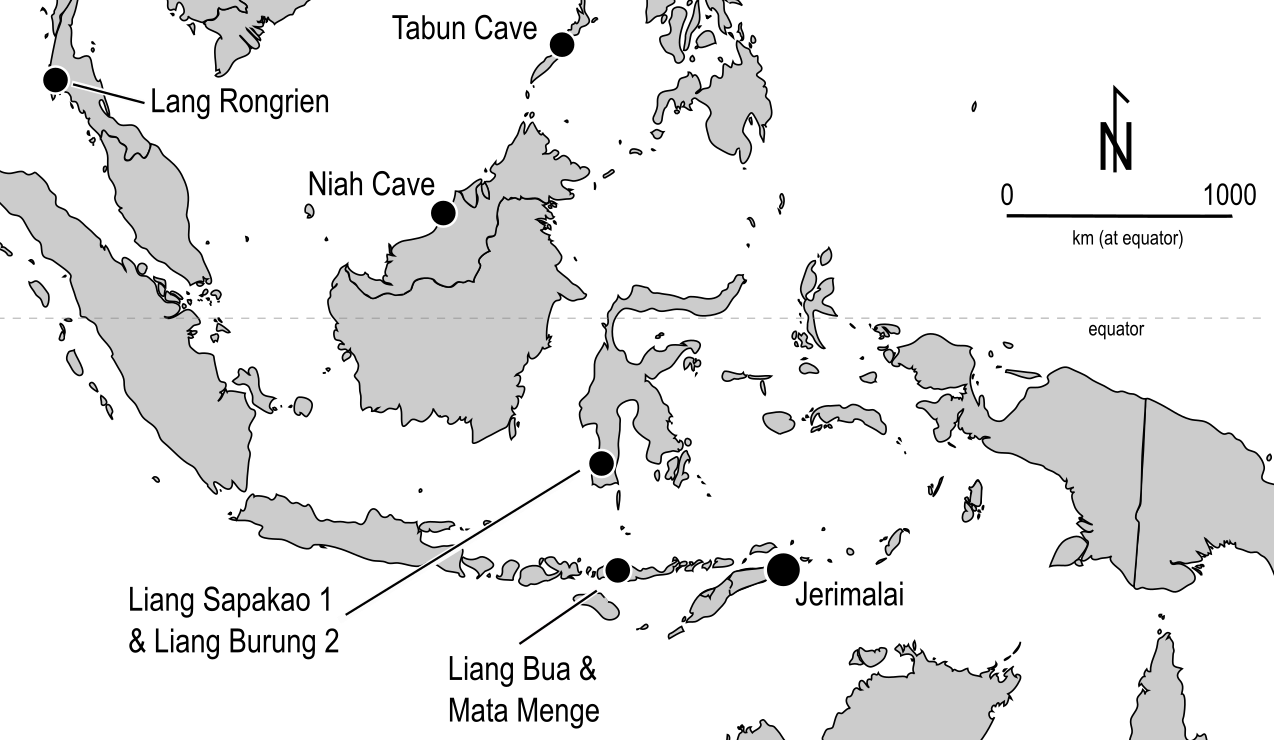 Tabun Cave
Lang Rongrien
Niah Cave
N
0 1000
km (at equator)
equator
Liang Sapakao 1
& Liang Burung 2
Jerimalai
Liang Bua &
Mata Menge